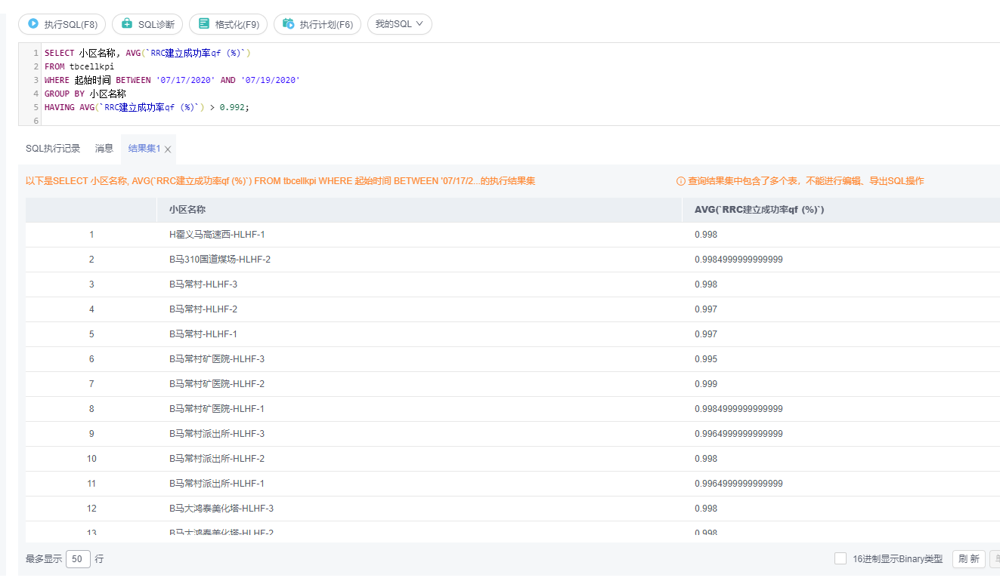 执行SQL(F8) SQL诊断 格式化(F9) 执行计划(F6) 我的SQL
1 SELECT 小区名称, AVG(`RRC建立成功率qf (%)`)
2 FROM tbcellkpi
3 WHERE 起始时间 BETWEEN '07/17/2020' AND '07/19/2020'
4 GROUP BY 小区名称
5 HAVING AVG(`RRC建立成功率qf (%)`) > 0.992;
6
SQL执行记录 消息 结果集1
以下是SELECT 小区名称, AVG(`RRC建立成功率qf (%)`) FROM tbcellkpi WHERE 起始时间 BETWEEN '07/17/2...的执行结果集 查询结果集中包含了多个表，不能进行编辑、导出SQL操作
小区名称 AVG(`RRC建立成功率qf (%)`)
1 H霍义马高速西-HLHF-1 0.998
2 B马310国道煤场-HLHF-2 0.9984999999999999
3 B马常村-HLHF-3 0.998
4 B马常村-HLHF-2 0.997
5 B马常村-HLHF-1 0.997
6 B马常村矿医院-HLHF-3 0.995
7 B马常村矿医院-HLHF-2 0.999
8 B马常村矿医院-HLHF-1 0.9984999999999999
9 B马常村派出所-HLHF-3 0.9964999999999999
10 B马常村派出所-HLHF-2 0.998
11 B马常村派出所-HLHF-1 0.9964999999999999
12 B马大鸿泰美化塔-HLHF-3 0.998
13 B马大鸿泰美化塔-HLHF-2 0.998
最多显示 50 行 16进制显示Binary类型 刷 新